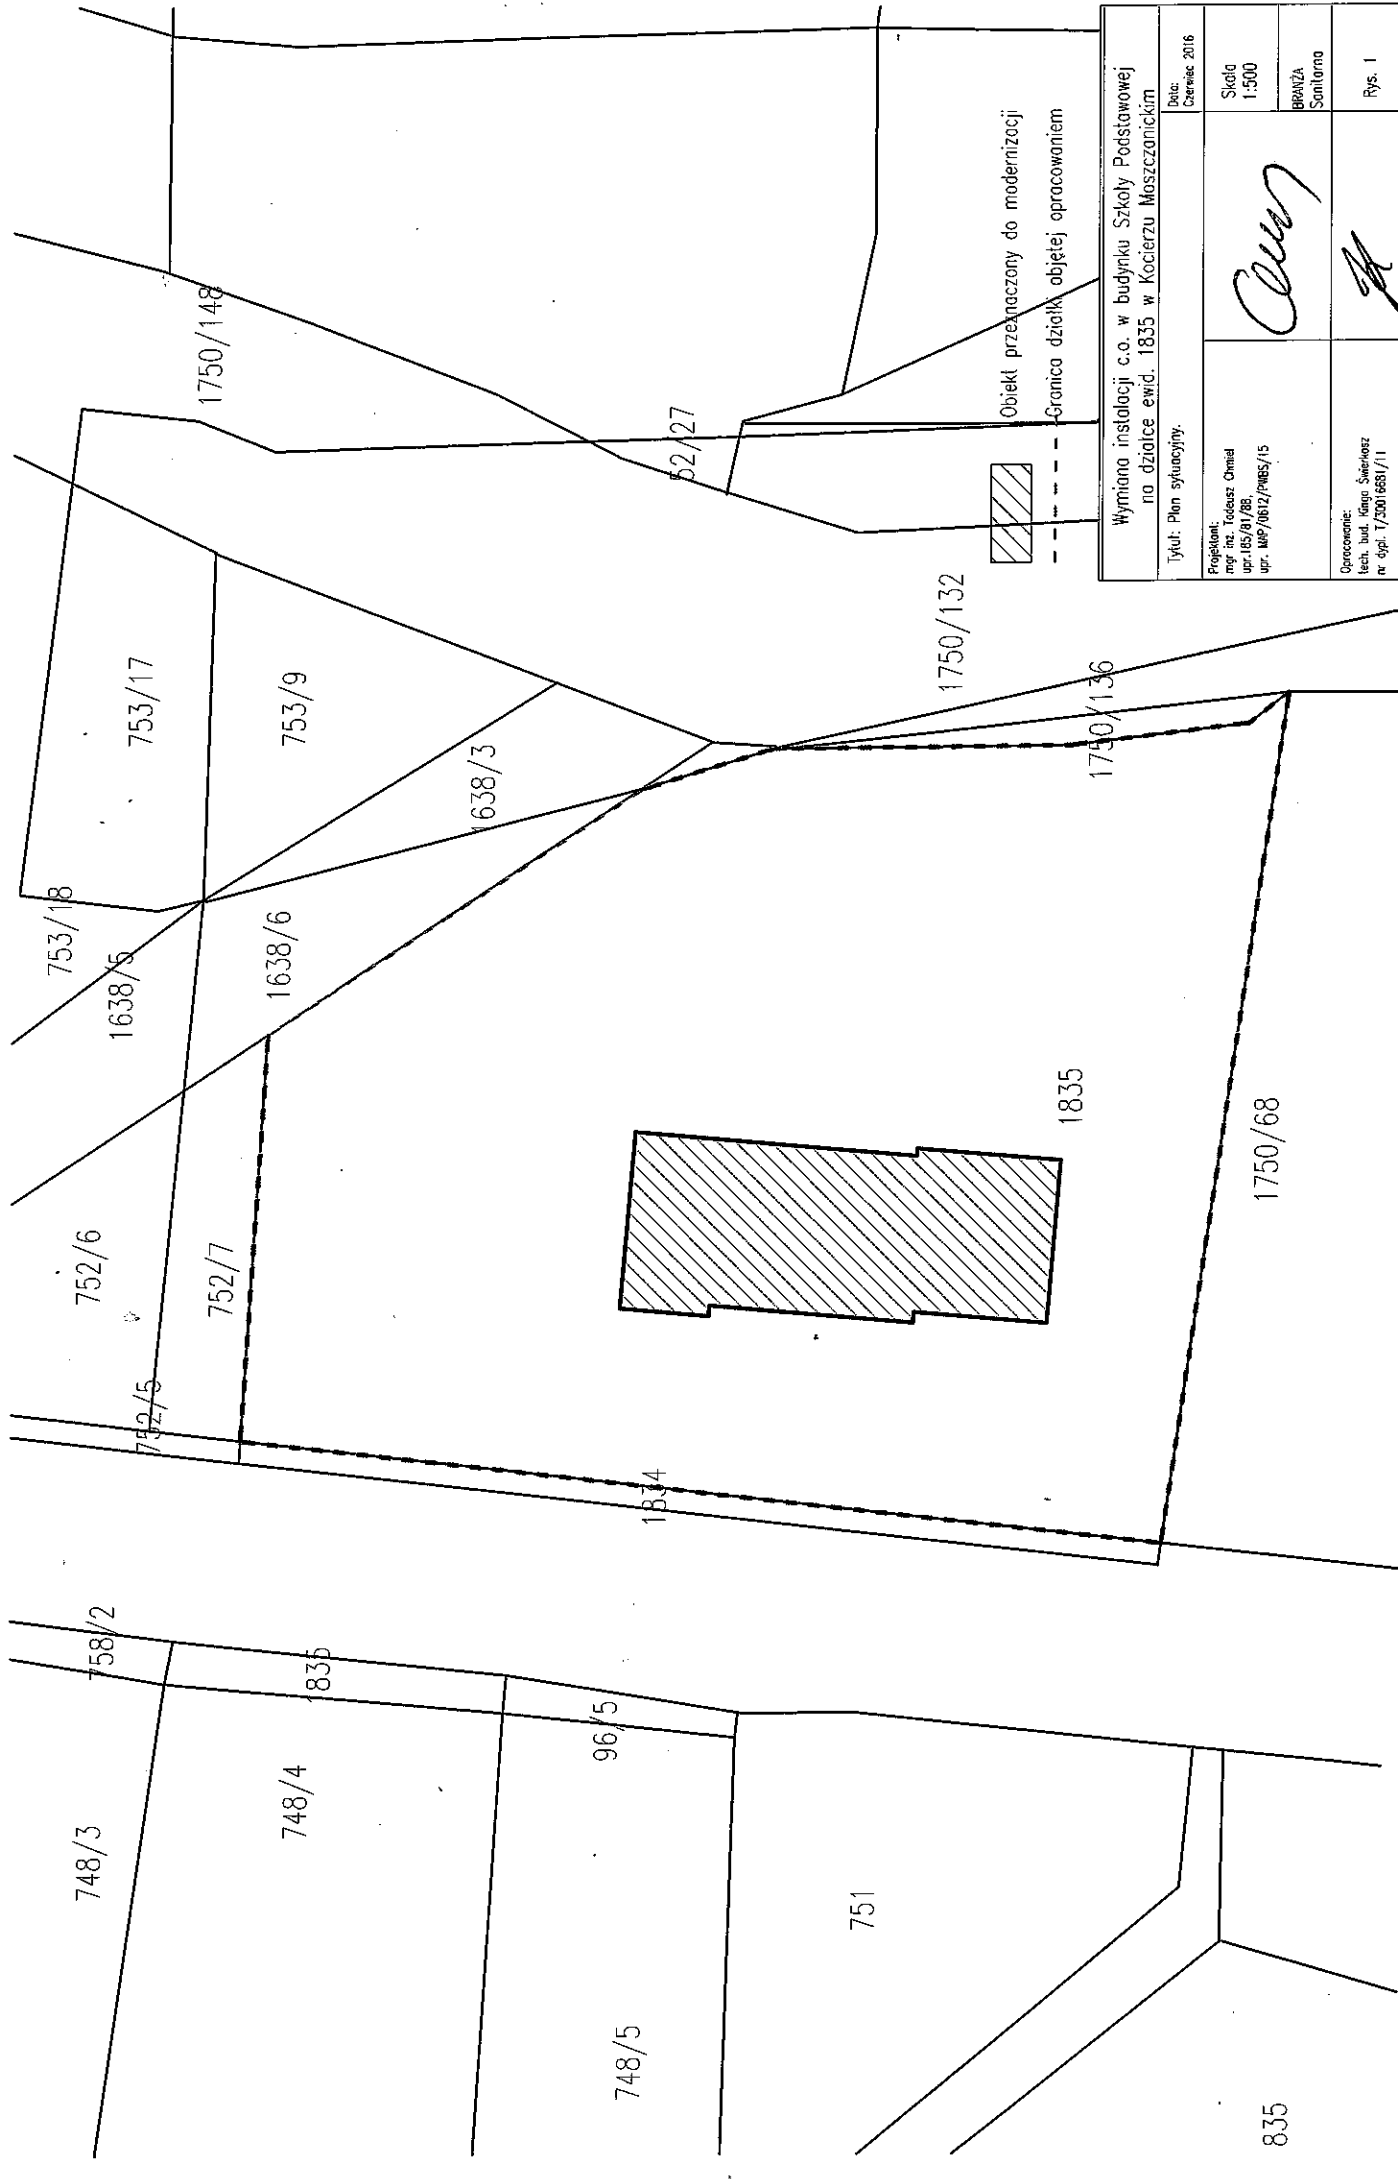 1750/148
753/17
753/9
753/18
1638/5
1638/6
1638/3
52/27
1750/132
1750/136
752/6
752/7
752/5
1834
1835
1750/68
758/2
1835
96/5
748/3
748/4
748/5
751
835
Obiekt przeznaczony do modernizacji
Granica działki objętej opracowaniem
Wymiana instalacji c.o. w budynku Szkoły Podstawowej
na działce ewid. 1835 w Kocierzu Moszczanickim
Tytuł: Plan sytuacyjny.
Data:
Czerwiec 2016
Projektant:
mgr inż. Tadeusz Chmiel
upr.185/81/BB,
upr. MAP/0612/PWBS/15
Skala
1:500
BRANŻA
Sanitarna
Opracowanie:
tech. bud. Kinga Świerkosz
nr dypl. T/30016681/11
Rys. 1